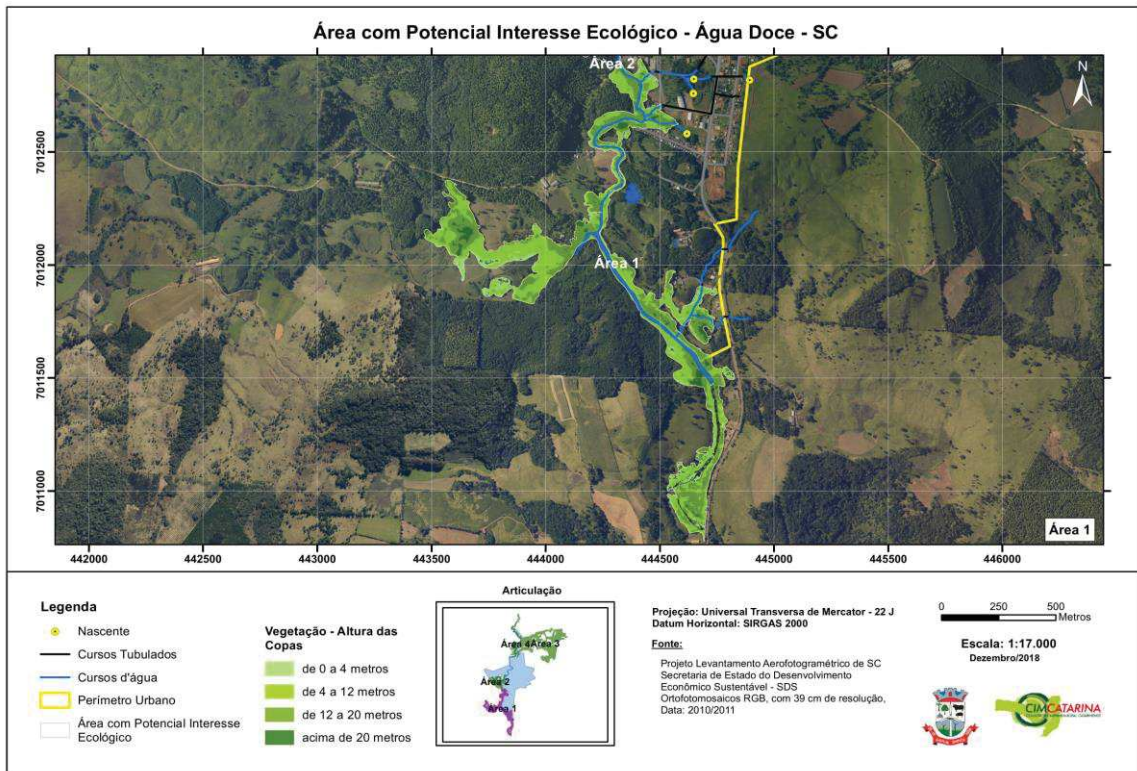 Área com Potencial Interesse Ecológico - Água Doce - SC
Área 2
N
7012500
7012000
7011500
7011000
Área 1
Área 1
442000
442500
443000
443500
444000
444500
445000
445500
446000
Legenda
Nascente
Cursos Tubulados
Cursos d'água
Perímetro Urbano
Área com Potencial Interesse
Ecológico
Vegetação - Altura das
Copas
de 0 a 4 metros
de 4 a 12 metros
de 12 a 20 metros
acima de 20 metros
Articulação
Área 4
Área 3
Área 2
Área 1
Projeção: Universal Transversa de Mercator - 22 J
Datum Horizontal: SIRGAS 2000
Fonte:
Projeto Levantamento Aerofotogramétrico de SC
Secretaria de Estado do Desenvolvimento
Econômico Sustentável - SDS
Ortofotomosaicos RGB, com 39 cm de resolução,
Data: 2010/2011
0 250 500
Metros
Escala: 1:17.000
Dezembro/2018
CIMCATARINA